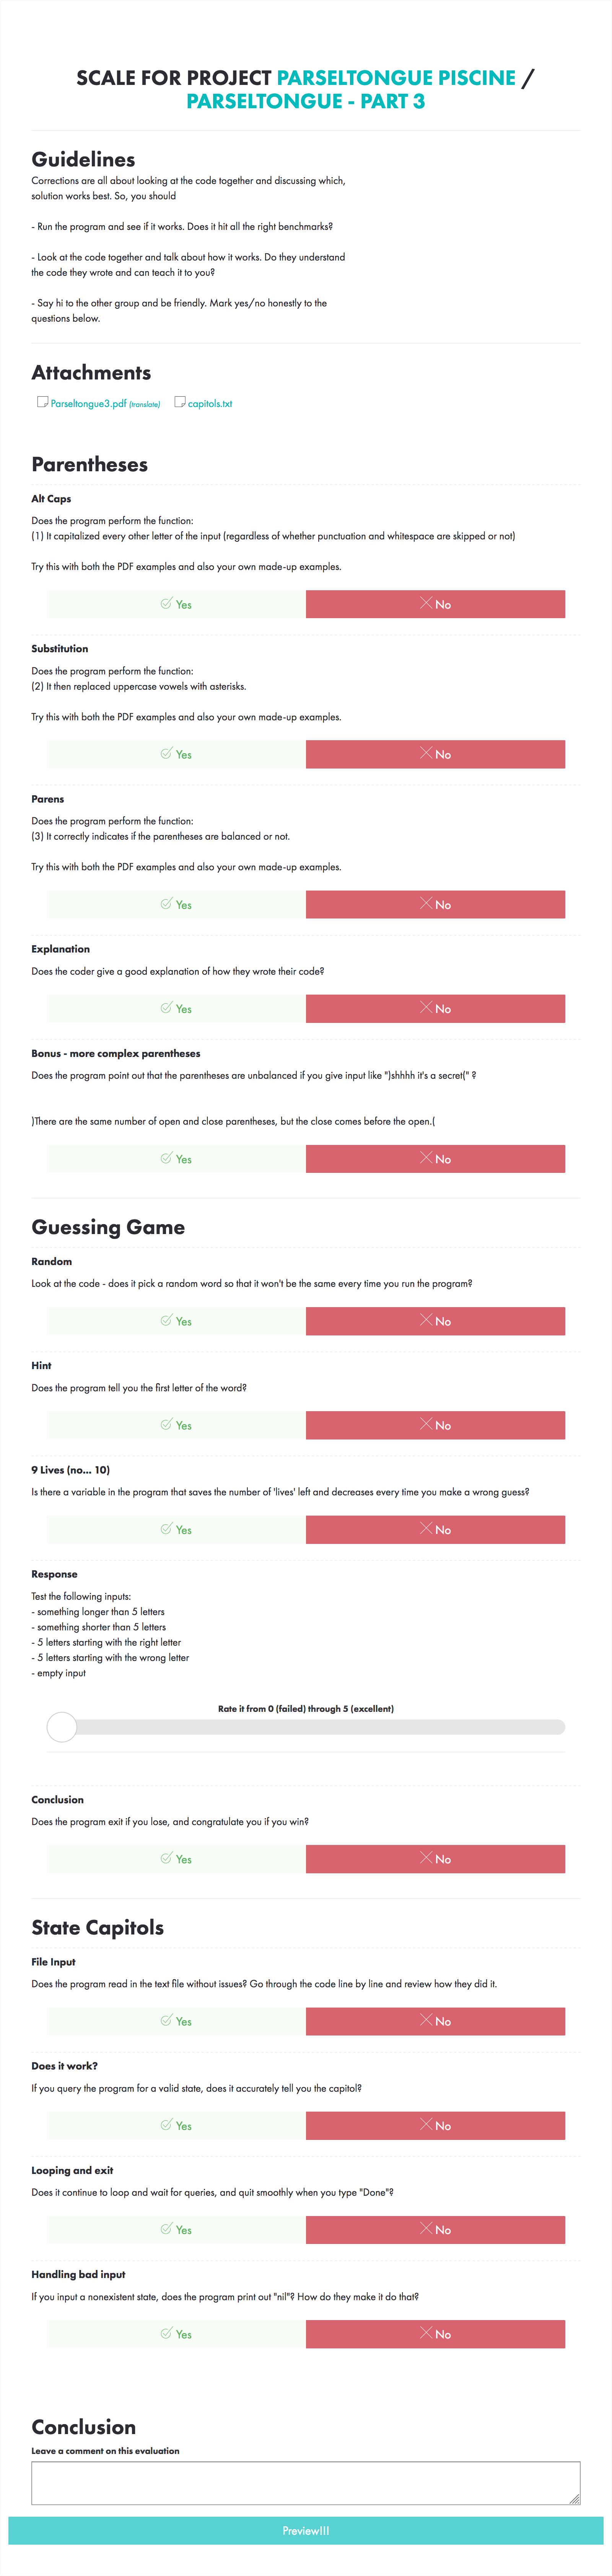 SCALE FOR PROJECT PARSELTONGUE PISCINE /
PARSELTONGUE - PART 3
Guidelines
Corrections are all about looking at the code together and discussing which,
solution works best. So, you should
- Run the program and see if it works. Does it hit all the right benchmarks?
- Look at the code together and talk about how it works. Do they understand
the code they wrote and can teach it to you?
- Say hi to the other group and be friendly. Mark yes/no honestly to the
questions below.
Attachments
Parseltongue3.pdf (translate) capitols.txt
Parentheses
Alt Caps
Does the program perform the function:
(1) It capitalized every other letter of the input (regardless of whether punctuation and whitespace are skipped or not)
Try this with both the PDF examples and also your own made-up examples.
Yes No
Substitution
Does the program perform the function:
(2) It then replaced uppercase vowels with asterisks.
Try this with both the PDF examples and also your own made-up examples.
Yes No
Parens
Does the program perform the function:
(3) It correctly indicates if the parentheses are balanced or not.
Try this with both the PDF examples and also your own made-up examples.
Yes No
Explanation
Does the coder give a good explanation of how they wrote their code?
Yes No
Bonus - more complex parentheses
Does the program point out that the parentheses are unbalanced if you give input like ")shhhh it's a secret(" ?
)There are the same number of open and close parentheses, but the close comes before the open.(
Yes No
Guessing Game
Random
Look at the code - does it pick a random word so that it won't be the same every time you run the program?
Yes No
Hint
Does the program tell you the first letter of the word?
Yes No
9 Lives (no... 10)
Is there a variable in the program that saves the number of 'lives' left and decreases every time you make a wrong guess?
Yes No
Response
Test the following inputs:
- something longer than 5 letters
- something shorter than 5 letters
- 5 letters starting with the right letter
- 5 letters starting with the wrong letter
- empty input
Rate it from 0 (failed) through 5 (excellent)
Conclusion
Does the program exit if you lose, and congratulate you if you win?
Yes No
State Capitols
File Input
Does the program read in the text file without issues? Go through the code line by line and review how they did it.
Yes No
Does it work?
If you query the program for a valid state, does it accurately tell you the capitol?
Yes No
Looping and exit
Does it continue to loop and wait for queries, and quit smoothly when you type "Done"?
Yes No
Handling bad input
If you input a nonexistent state, does the program print out "nil"? How do they make it do that?
Yes No
Conclusion
Leave a comment on this evaluation
Preview!!!